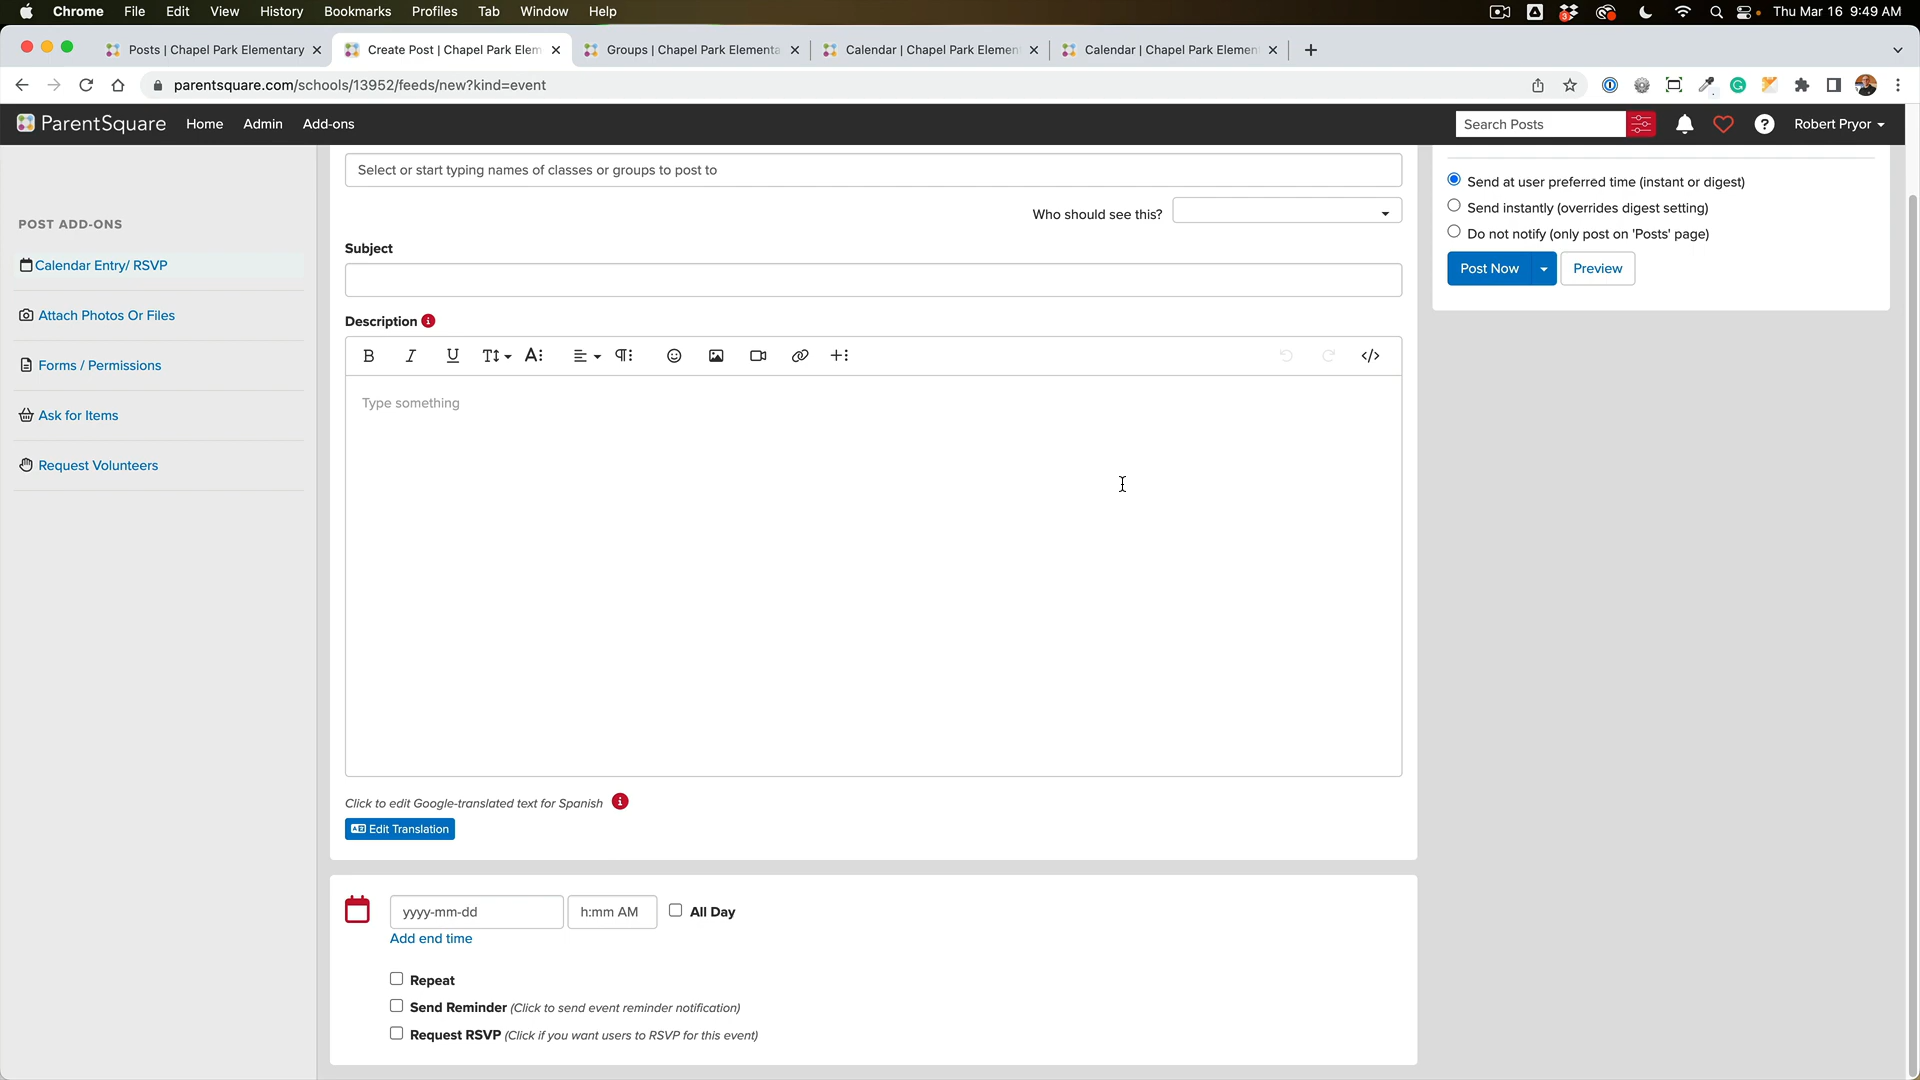 Chrome File Edit View History Bookmarks Profiles Tab Window Help 3 Thu Mar 16 9:49 AM
Posts | Chapel Park Elementary Create Post | Chapel Park Elem Groups | Chapel Park Elementa Calendar | Chapel Park Elemen Calendar | Chapel Park Elemen
parentsquare.com/schools/13952/feeds/new?kind=event
ParentSquare Home Admin Add-ons Search Posts Robert Pryor
Select or start typing names of classes or groups to post to
Who should see this?
Subject
Description
B I U
Type something
Click to edit Google-translated text for Spanish
Edit Translation
yyyy-mm-dd h:mm AM All Day
Add end time
Repeat
Send Reminder (Click to send event reminder notification)
Request RSVP (Click if you want users to RSVP for this event)
POST ADD-ONS
Calendar Entry/ RSVP
Attach Photos Or Files
Forms / Permissions
Ask for Items
Request Volunteers
Send at user preferred time (instant or digest)
Send instantly (overrides digest setting)
Do not notify (only post on 'Posts' page)
Post Now Preview